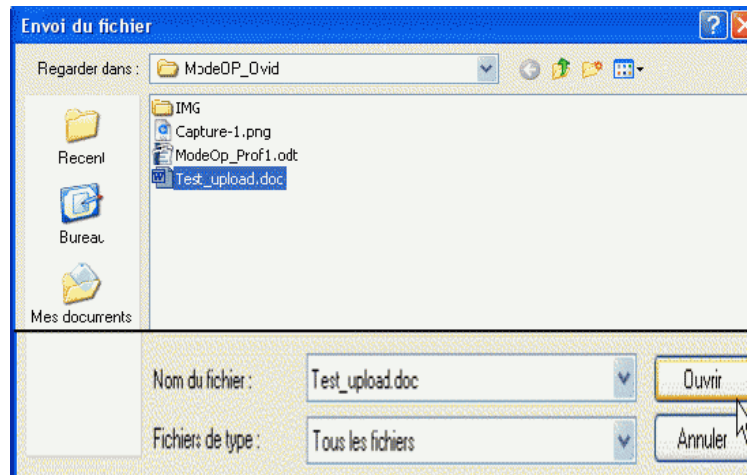 Envoi du fichier
Regarder dans :
ModeOP_Ovid
IMG
Capture-1.png
ModeOp_Prof1.odt
Test_upload.doc
Recent
Bureau
Mes documents
Nom du fichier :
Test_upload.doc
Ouvrir
Fichiers de type :
Tous les fichiers
Annuler